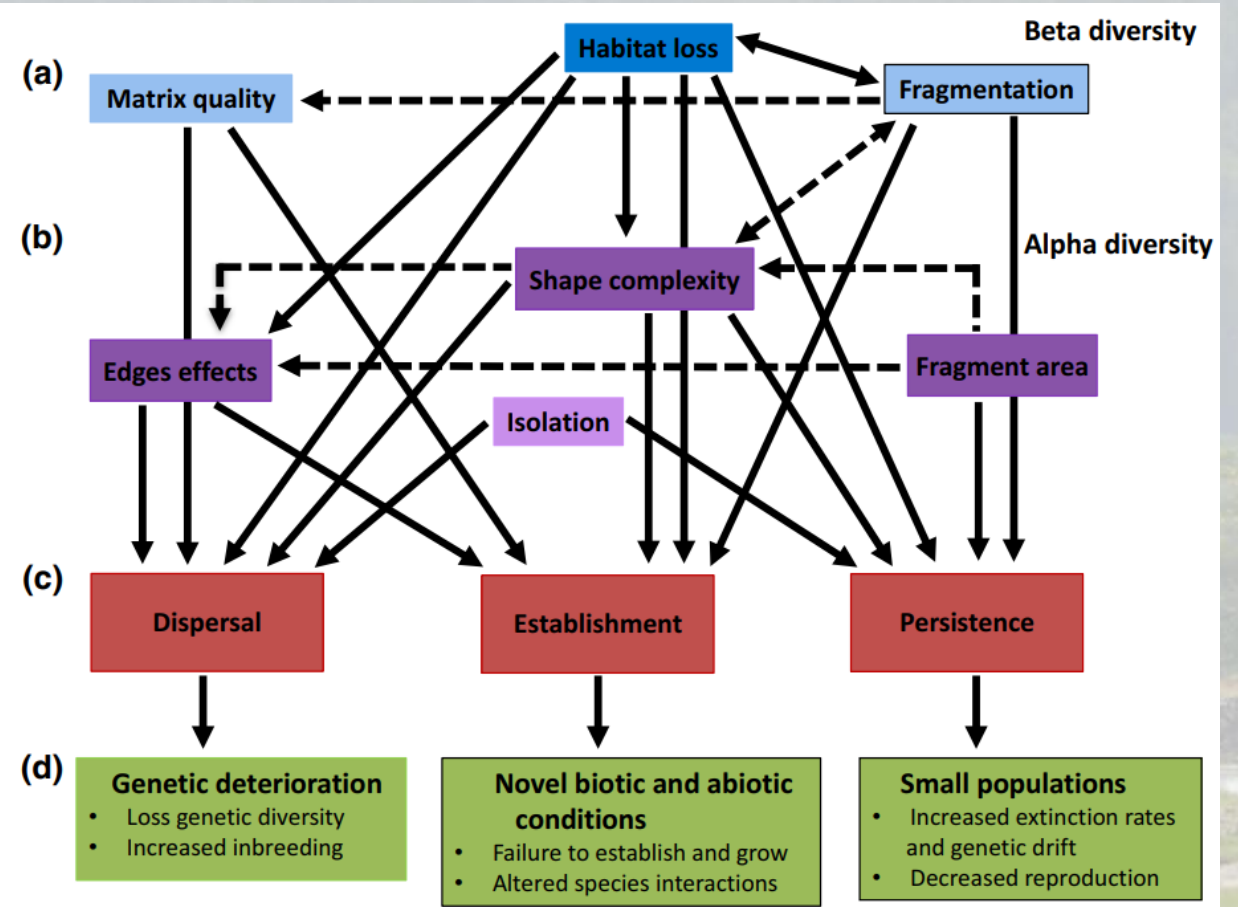 Habitat loss
Beta diversity
(a)
Matrix quality
Fragmentation
(b)
Alpha diversity
Shape complexity
Edges effects
Fragment area
Isolation
(c)
Dispersal
Establishment
Persistence
(d)
Genetic deterioration
• Loss genetic diversity
• Increased inbreeding
Novel biotic and abiotic
conditions
• Failure to establish and grow
• Altered species interactions
Small populations
• Increased extinction rates
and genetic drift
• Decreased reproduction